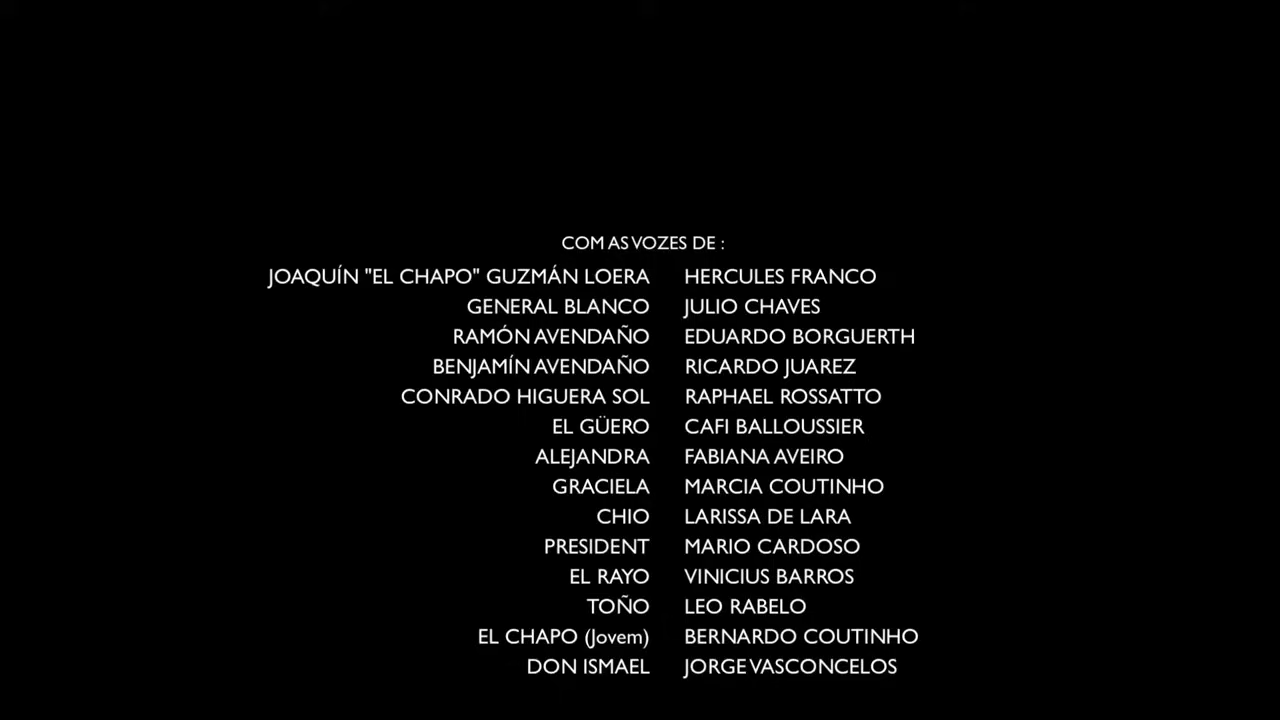 COM AS VOZES DE :
JOAQUÍN "EL CHAPO" GUZMÁN LOERA HERCULES FRANCO
GENERAL BLANCO JULIO CHAVES
RAMÓN AVENDAÑO EDUARDO BORGUERTH
BENJAMÍN AVENDAÑO RICARDO JUAREZ
CONRADO HIGUERA SOL RAPHAEL ROSSATTO
EL GÜERO CAFI BALLOUSSIER
ALEJANDRA FABIANA AVEIRO
GRACIELA MARCIA COUTINHO
CHIO LARISSA DE LARA
PRESIDENT MARIO CARDOSO
EL RAYO VINICIUS BARROS
TOÑO LEO RABELO
EL CHAPO (Jovem) BERNARDO COUTINHO
DON ISMAEL JORGE VASCONCELOS